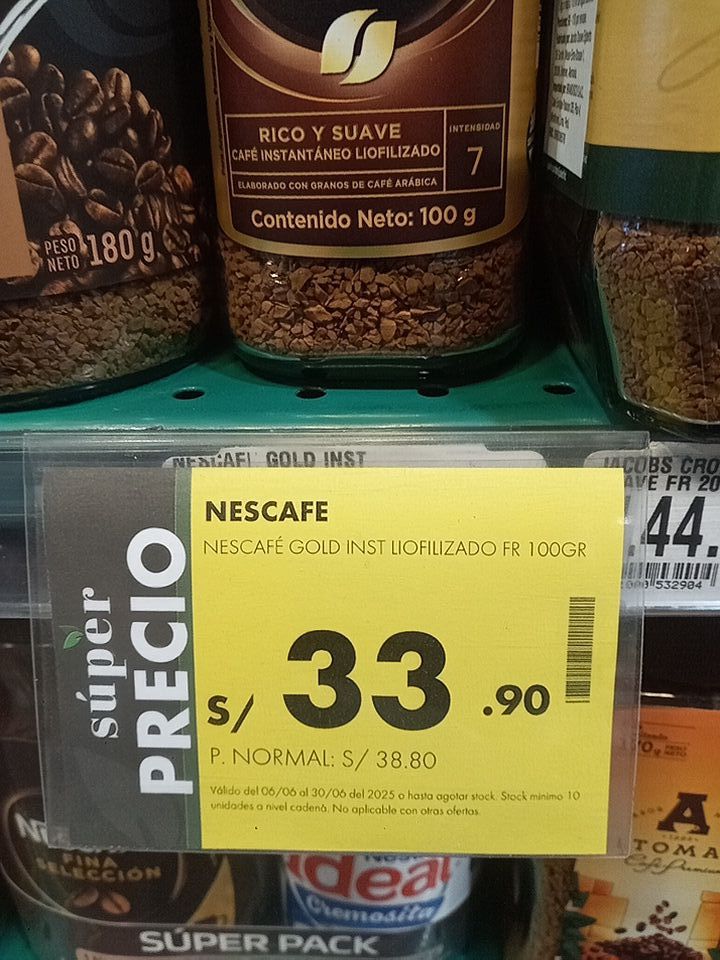 RICO Y SUAVE
CAFÉ INSTANTÁNEO LIOFILIZADO
ELABORADO CON GRANOS DE CAFÉ ARÁBICA
INTENSIDAD
7
Contenido Neto: 100 g
PESO
NETO 180 g
GOLD INST
JACOBS CRO
FR 20
44.
532904
súper
PRECIO
NESCAFE
NESCAFÉ GOLD INST LIOFILIZADO FR 100GR
S/ 33.90
P. NORMAL: S/ 38.80
Válido del 06/06 al 30/06 del 2025 o hasta agotar stock. Stock mínimo 10
unidades a nivel cadena. No aplicable con otras ofertas.
FINA
SELECCIÓN
ideal
Cremosita
SÚPER PACK
A
TOMA